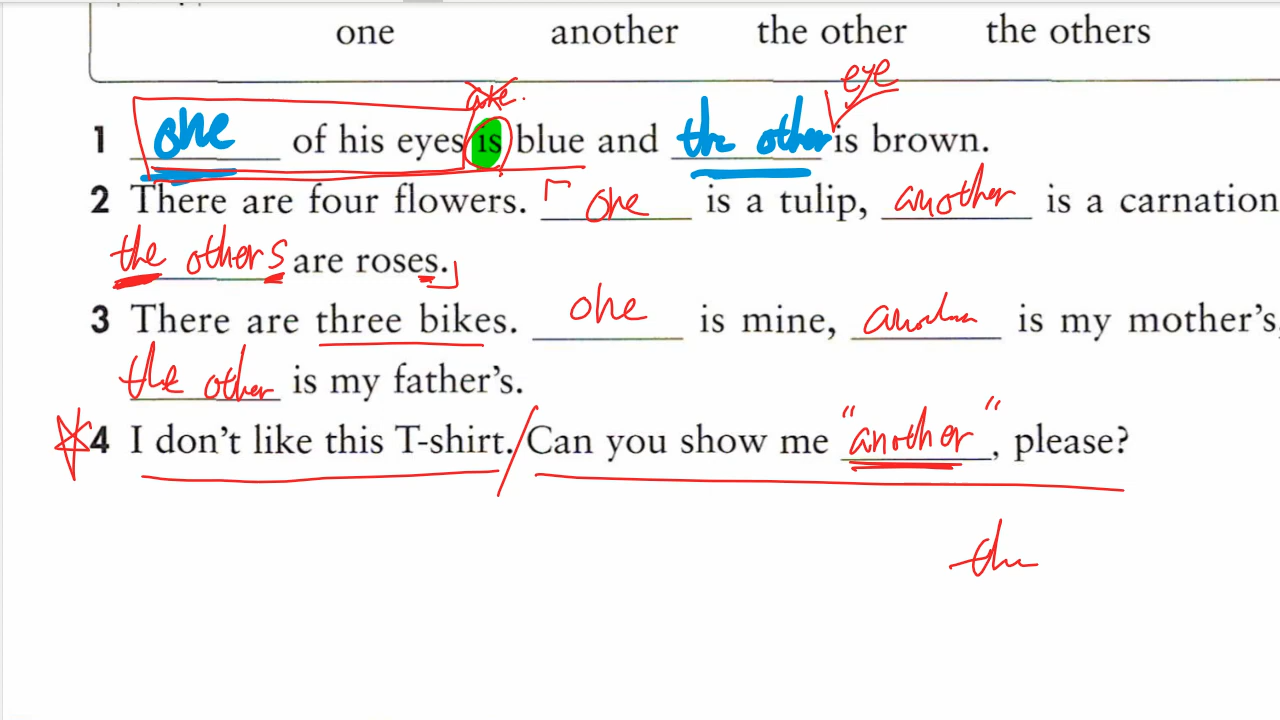 one another the other the others
eye
are.
1 one of his eyes is blue and the other is brown.
2 There are four flowers. one is a tulip, another is a carnation
the others are roses.
3 There are three bikes. one is mine, another is my mother's,
the other is my father's.
4 I don't like this T-shirt. / Can you show me "another", please?
the